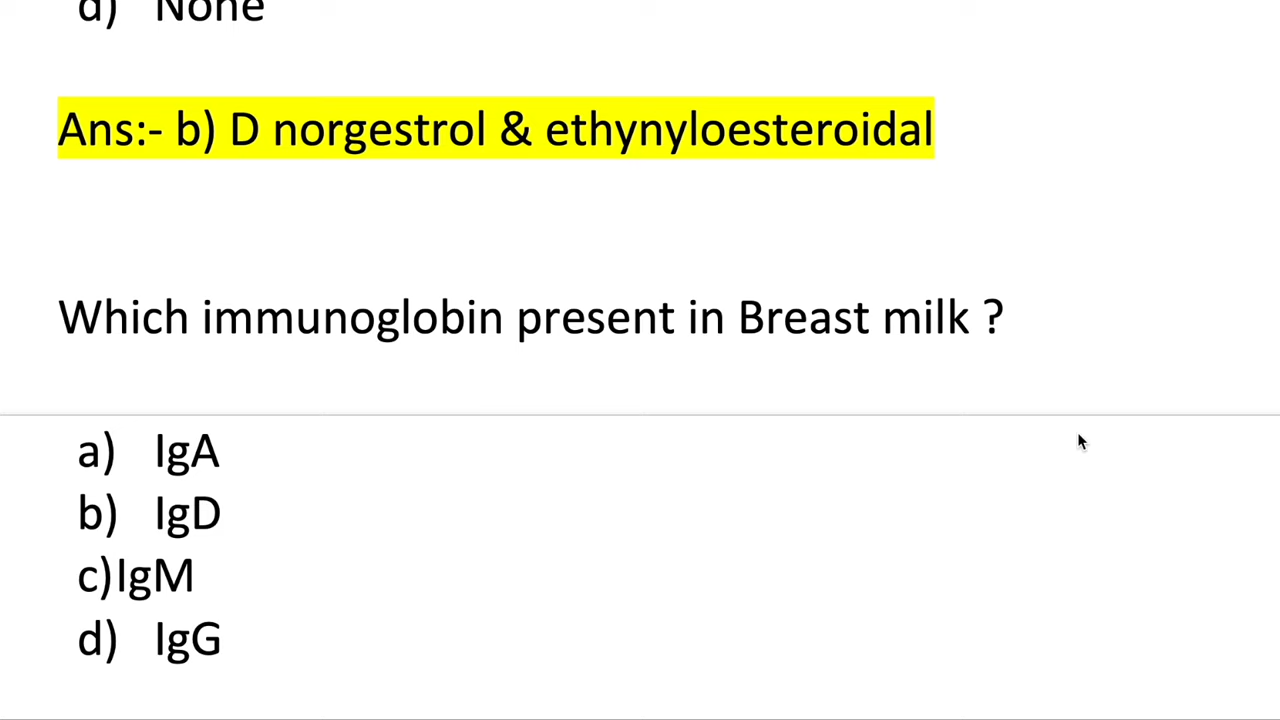 d) None
Ans:- b) D norgestrol & ethynyloesteroidal
Which immunoglobin present in Breast milk ?
a) IgA
b) IgD
c)IgM
d) IgG